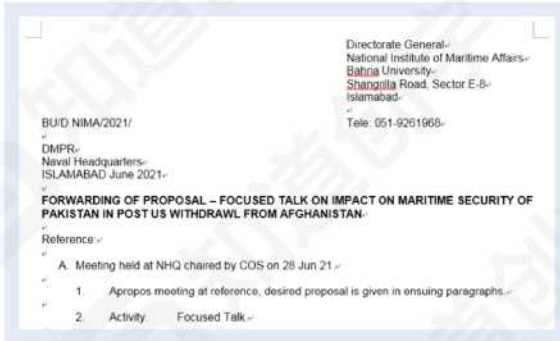 Directorate General
National Institute of Maritime Affairs
Bahria University
Shangrilla Road, Sector E-8
Islamabad
BU/D NIMA/2021/ Tele: 051-9261968
DMPR
Naval Headquarters
ISLAMABAD June 2021
FORWARDING OF PROPOSAL – FOCUSED TALK ON IMPACT ON MARITIME SECURITY OF
PAKISTAN IN POST US WITHDRAWL FROM AFGHANISTAN
Reference:
A. Meeting held at NHQ chaired by COS on 28 Jun 21
1. Apropos meeting at reference, desired proposal is given in ensuing paragraphs.
2. Activity. Focused Talk